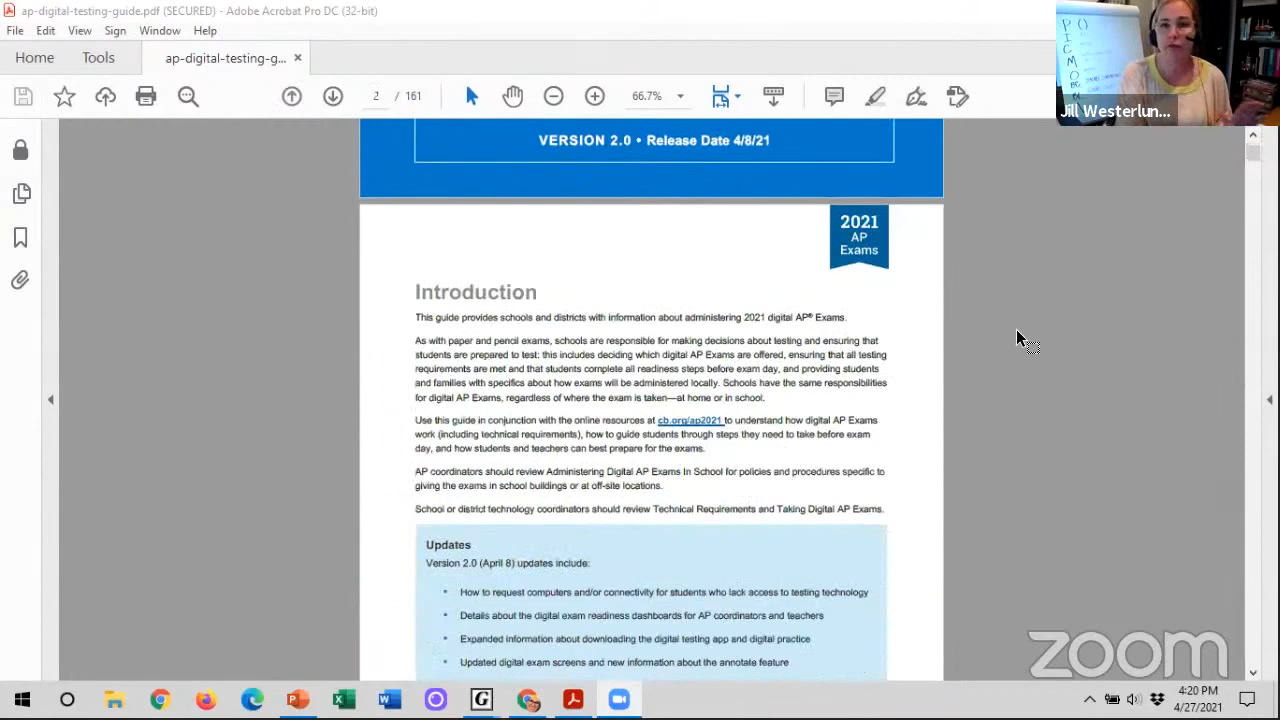 ap-digital-testing-guide.pdf (SECURED) - Adobe Acrobat Pro DC (32-bit)
File Edit View Sign Window Help
Home Tools ap-digital-testing-g... ×
2 / 161 66.7%
P ()
I
C
M
O
Jill Westerlun...
VERSION 2.0 • Release Date 4/8/21
2021
AP
Exams
Introduction
This guide provides schools and districts with information about administering 2021 digital AP® Exams.
As with paper and pencil exams, schools are responsible for making decisions about testing and ensuring that
students are prepared to test: this includes deciding which digital AP Exams are offered, ensuring that all testing
requirements are met and that students complete all readiness steps before exam day, and providing students
and families with specifics about how exams will be administered locally. Schools have the same responsibilities
for digital AP Exams, regardless of where the exam is taken—at home or in school.
Use this guide in conjunction with the online resources at cb.org/ap2021 to understand how digital AP Exams
work (including technical requirements), how to guide students through steps they need to take before exam
day, and how students and teachers can best prepare for the exams.
AP coordinators should review Administering Digital AP Exams In School for policies and procedures specific to
giving the exams in school buildings or at off-site locations.
School or district technology coordinators should review Technical Requirements and Taking Digital AP Exams.
Updates
Version 2.0 (April 8) updates include:
• How to request computers and/or connectivity for students who lack access to testing technology
• Details about the digital exam readiness dashboards for AP coordinators and teachers
• Expanded information about downloading the digital testing app and digital practice
• Updated digital exam screens and new information about the annotate feature
zoom
4:20 PM
4/27/2021